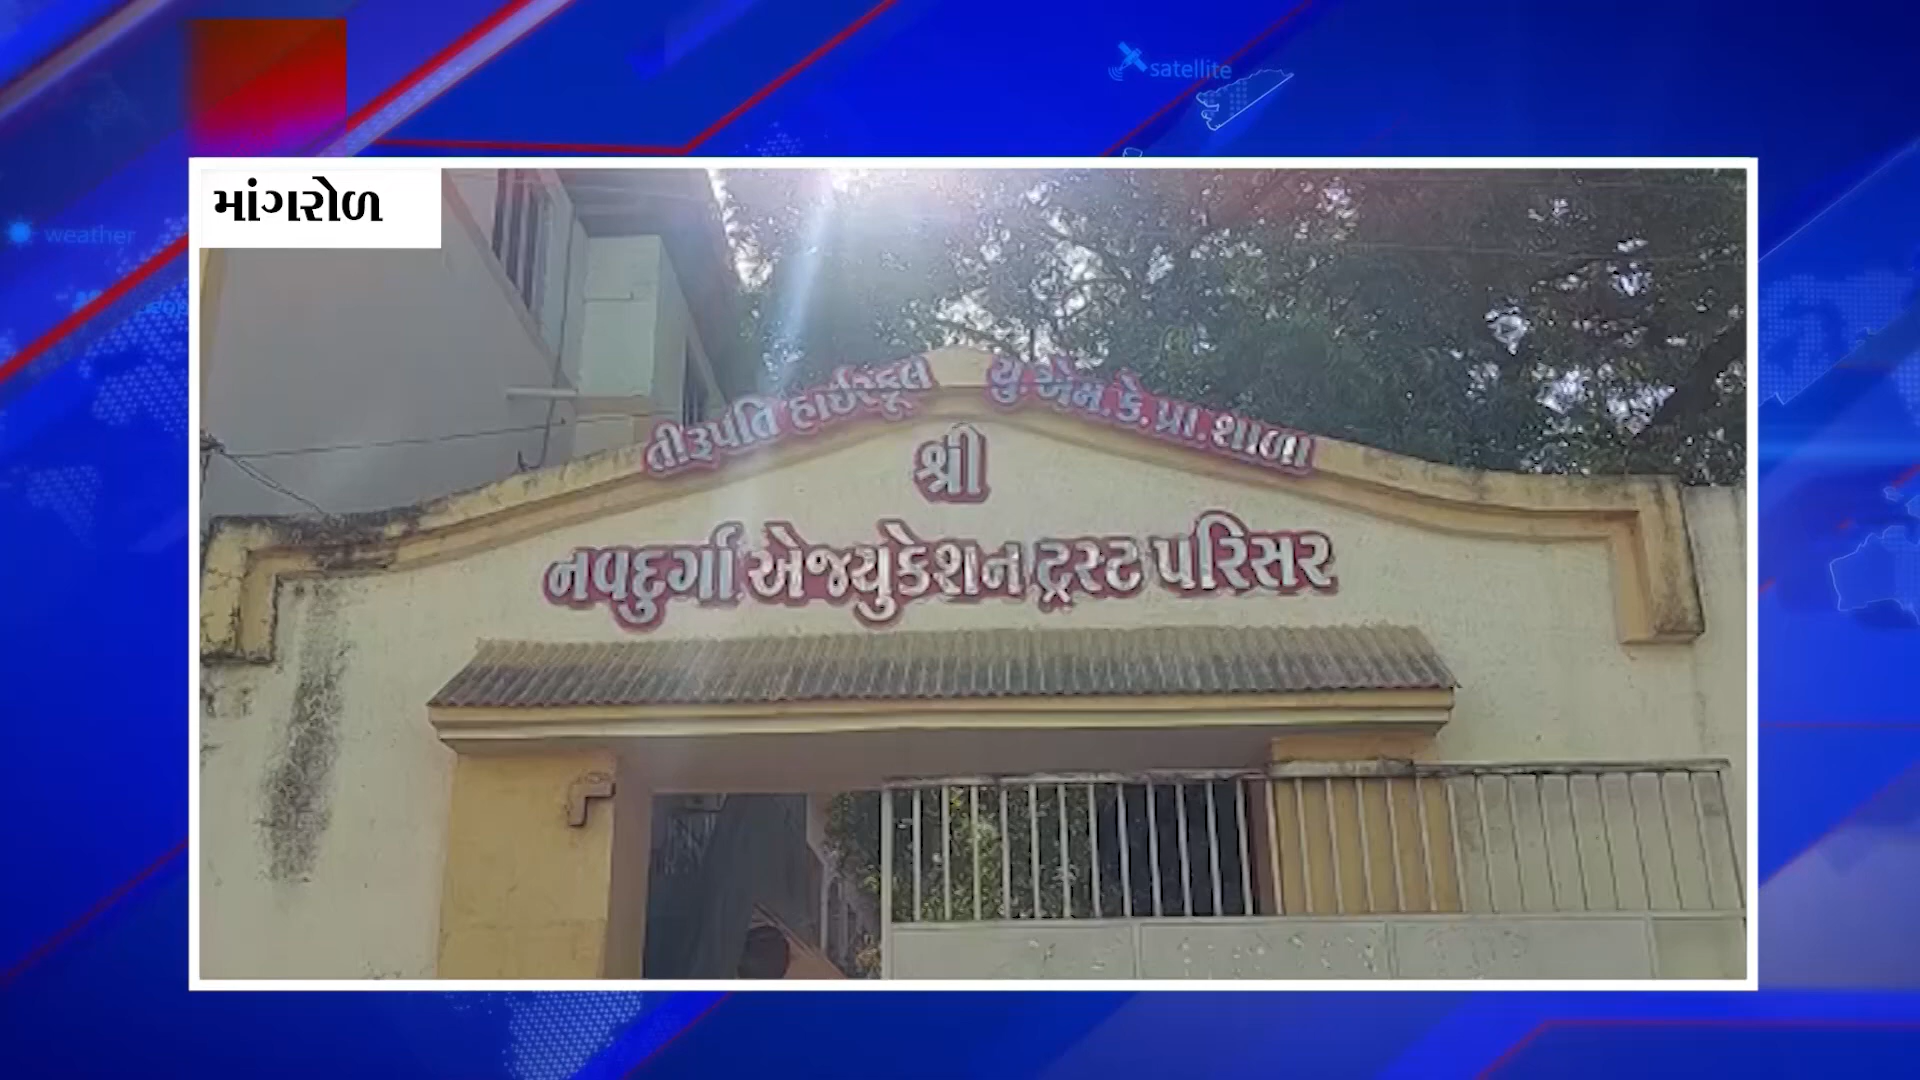 satellite
માંગરોળ
weather
તીરૂપતિ હાઈસ્કૂલ યુ.એમ.કે.પ્રા.શાળા
શ્રી
નવદુર્ગા એજ્યુકેશન ટ્રસ્ટ પરિસર